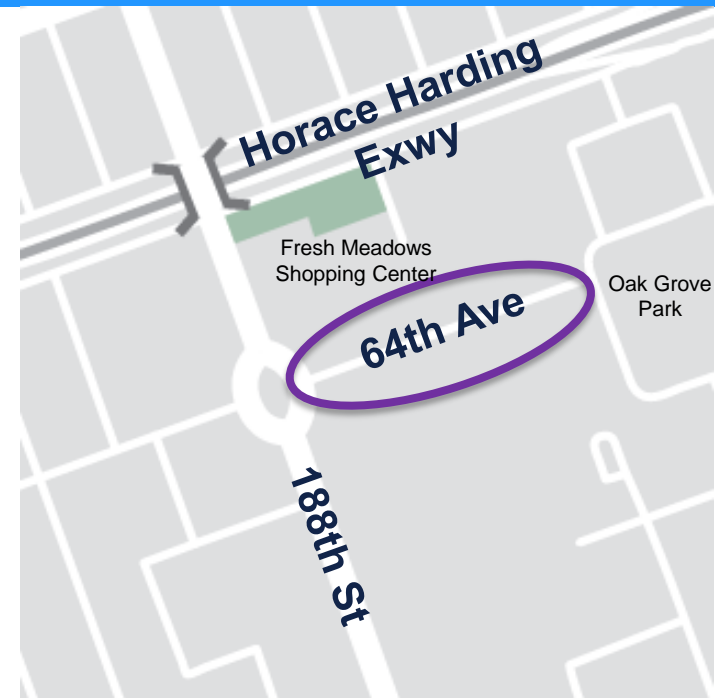 Horace Harding
Exwy
Fresh Meadows
Shopping Center
Oak Grove
Park
64th Ave
188th St